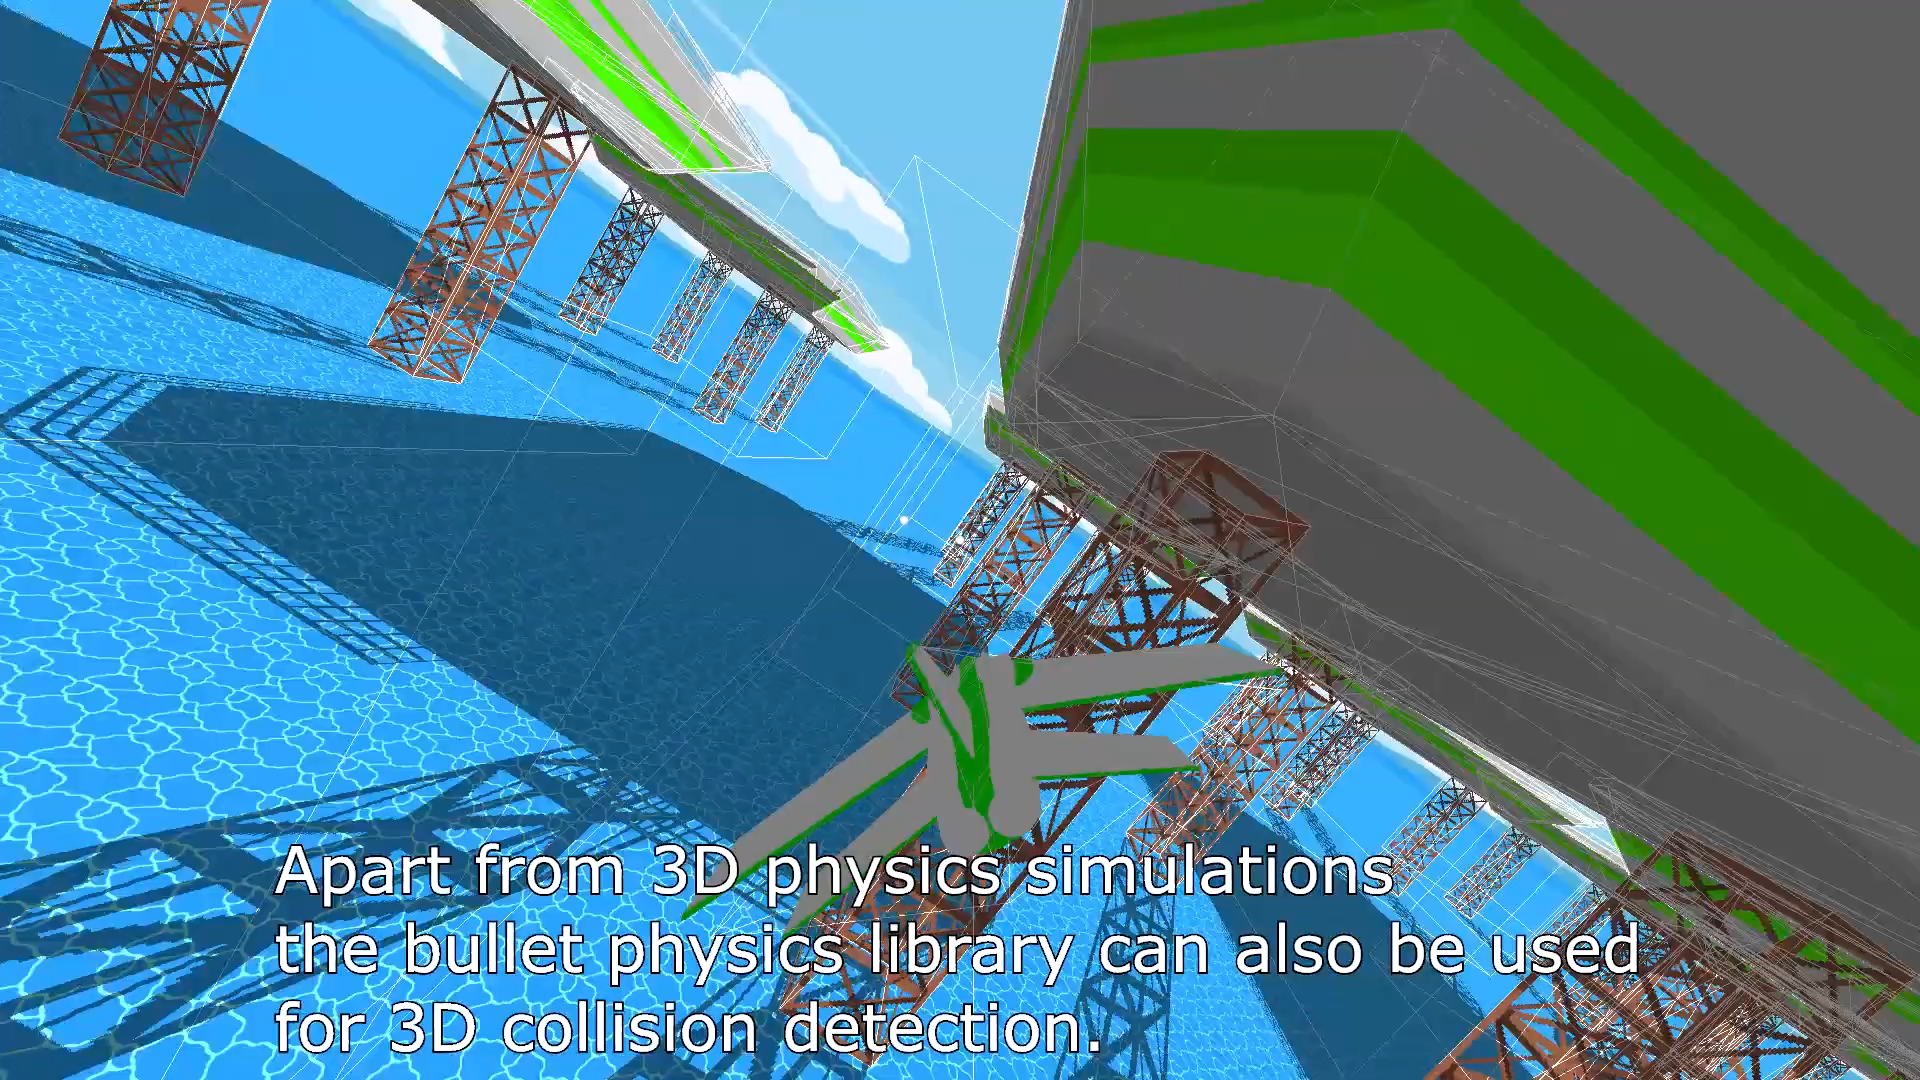 Apart from 3D physics simulations
the bullet physics library can also be used
for 3D collision detection.